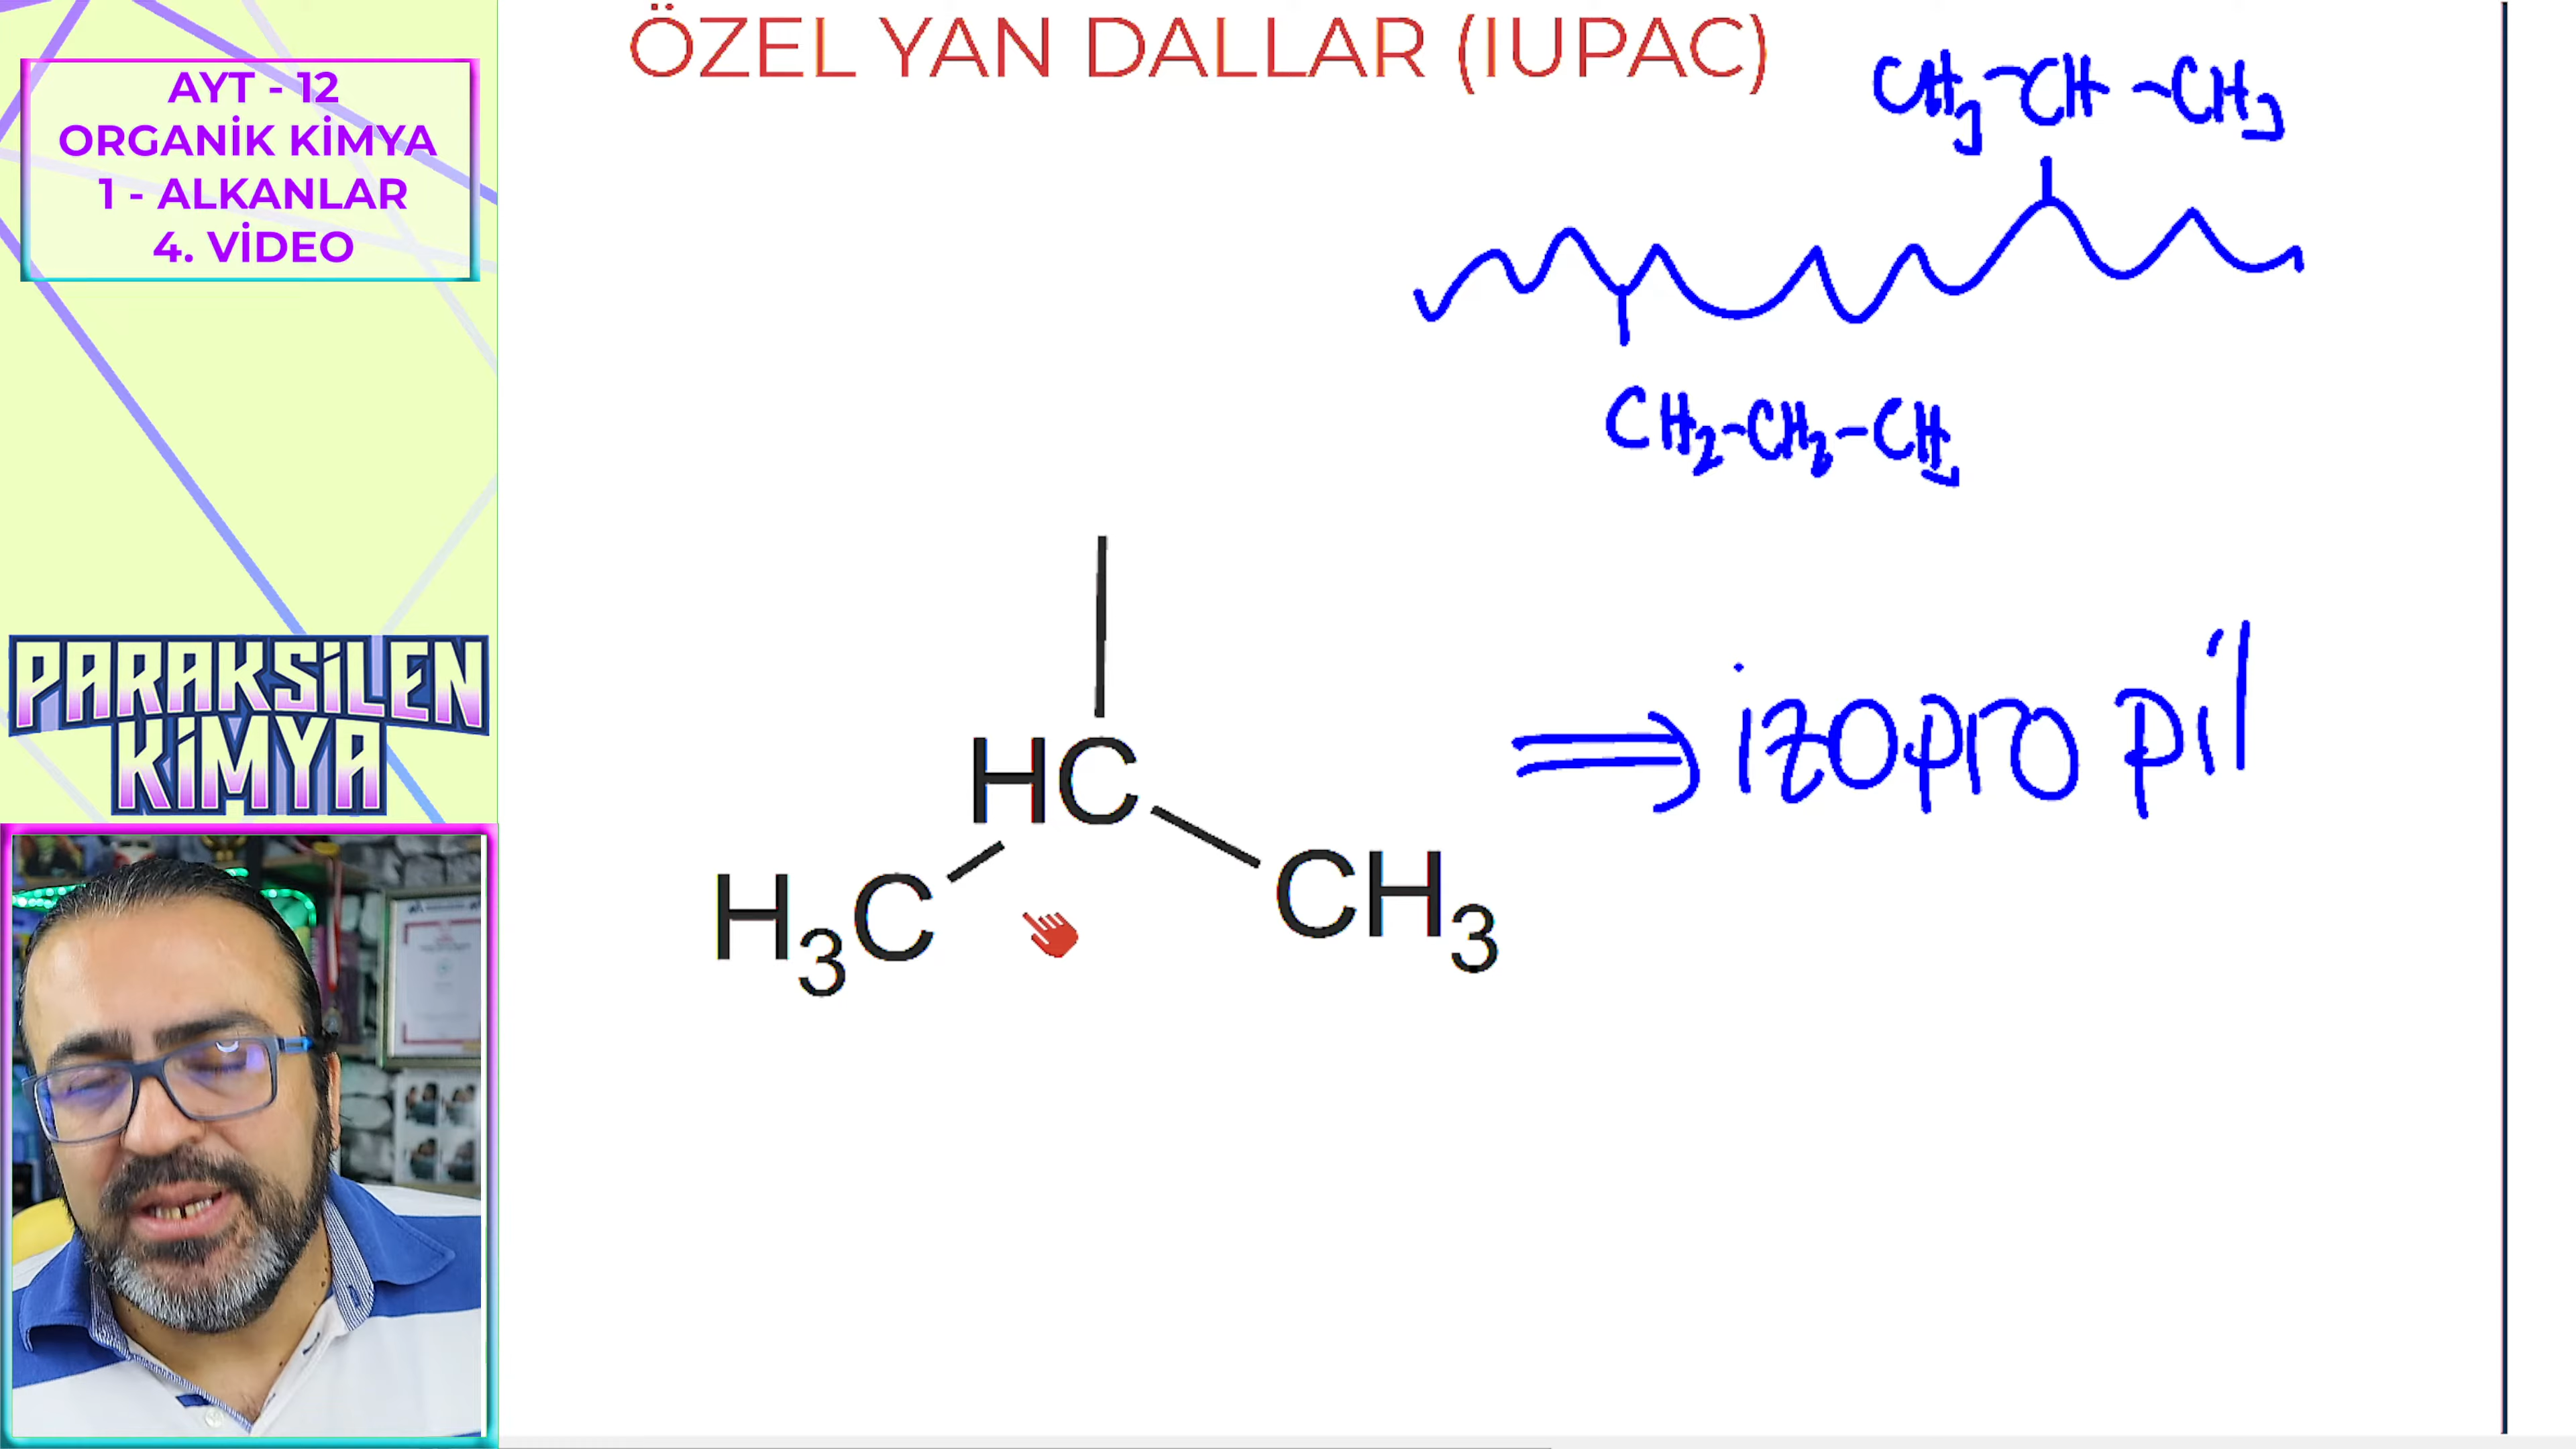 AYT - 12
ORGANİK KİMYA
1 - ALKANLAR
4. VİDEO
PARAKSİLEN
KİMYA
ÖZEL YAN DALLAR (IUPAC)
CH3-CH-CH3
CH2-CH2-CH3
HC
H3C
CH3
⇒ izopropil